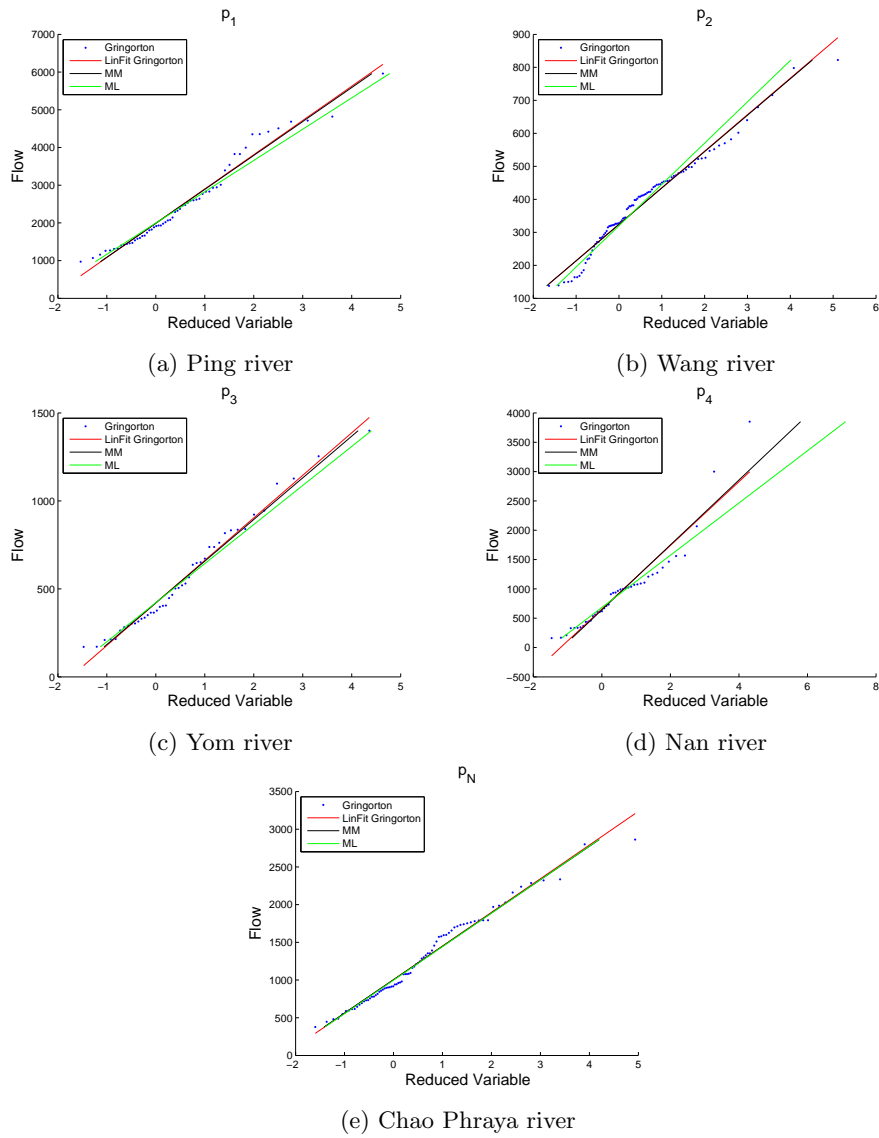 p1
7000
6000
5000
4000
3000
2000
1000
0
Flow
Gringorton
LinFit Gringorton
MM
ML
−2 −1 0 1 2 3 4 5
Reduced Variable
(a) Ping river
p2
900
800
700
600
500
400
300
200
100
Flow
Gringorton
LinFit Gringorton
MM
ML
−2 −1 0 1 2 3 4 5 6
Reduced Variable
(b) Wang river
p3
1500
1000
500
0
Flow
Gringorton
LinFit Gringorton
MM
ML
−2 −1 0 1 2 3 4 5
Reduced Variable
(c) Yom river
p4
4000
3500
3000
2500
2000
1500
1000
500
0
−500
Flow
Gringorton
LinFit Gringorton
MM
ML
−2 0 2 4 6 8
Reduced Variable
(d) Nan river
pN
3500
3000
2500
2000
1500
1000
500
0
Flow
Gringorton
LinFit Gringorton
MM
ML
−2 −1 0 1 2 3 4 5
Reduced Variable
(e) Chao Phraya river